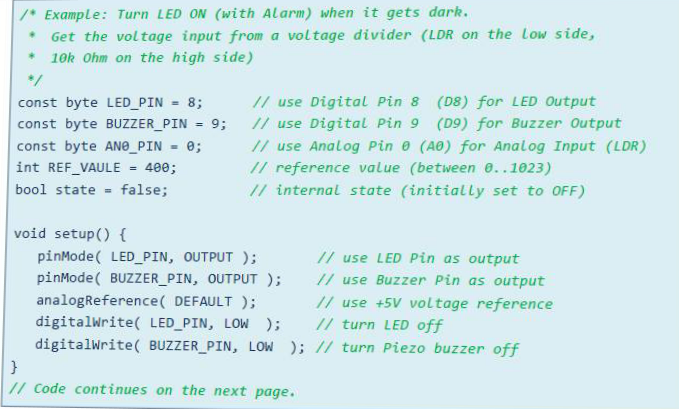 /* Example: Turn LED ON (with Alarm) when it gets dark.
 *  Get the voltage input from a voltage divider (LDR on the low side,
 *  10k Ohm on the high side)
 */
const byte LED_PIN = 8;      // use Digital Pin 8  (D8) for LED Output
const byte BUZZER_PIN = 9;   // use Digital Pin 9  (D9) for Buzzer Output
const byte AN0_PIN = 0;      // use Analog Pin 0 (A0) for Analog Input (LDR)
int REF_VAULE = 400;         // reference value (between 0..1023)
bool state = false;          // internal state (initially set to OFF)

void setup() {
   pinMode( LED_PIN, OUTPUT );       // use LED Pin as output
   pinMode( BUZZER_PIN, OUTPUT );    // use Buzzer Pin as output
   analogReference( DEFAULT );       // use +5V voltage reference
   digitalWrite( LED_PIN, LOW  );    // turn LED off
   digitalWrite( BUZZER_PIN, LOW  ); // turn Piezo buzzer off
}
// Code continues on the next page.